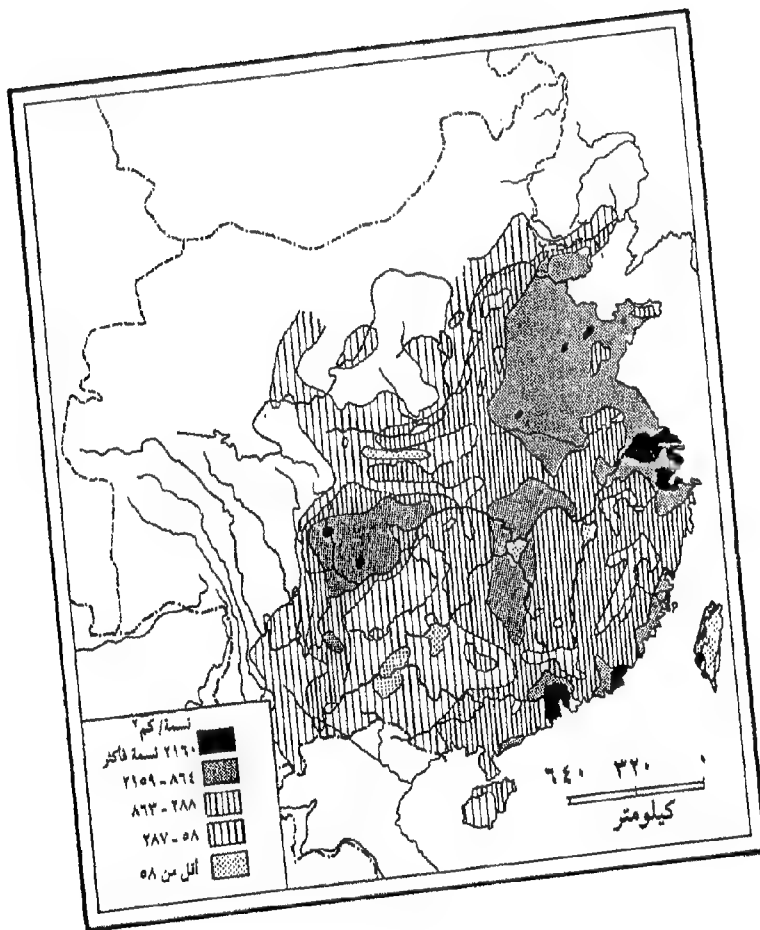 نسمة/ كم٢
٢١٦٠ نسمة فأكثر
٨٦٤ - ٢١٥٩
٢٨٨ - ٨٦٣
٥٨ - ٢٨٧
أقل من ٥٨
٦٤٠ ٣٢٠ ٠
كيلومتر